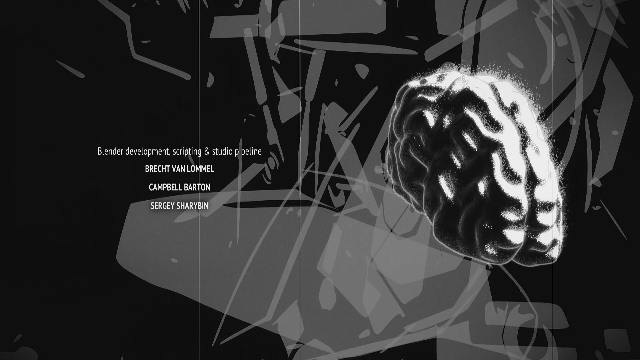 Blender development, scripting & studio pipeline
BRECHT VAN LOMMEL
CAMPBELL BARTON
SERGEY SHARYBIN